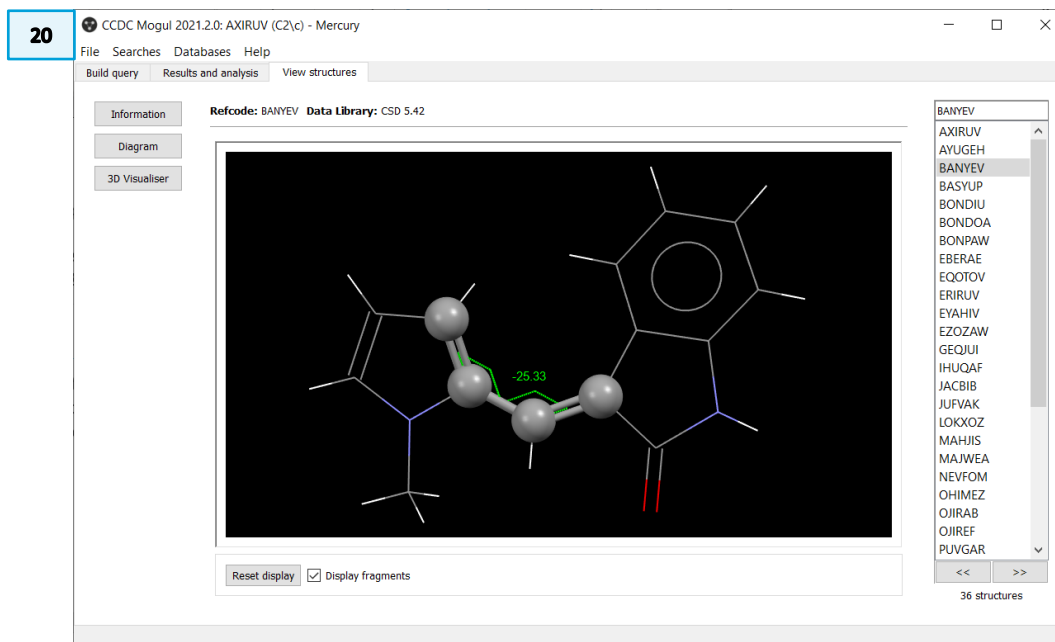 20
CCDC Mogul 2021.2.0: AXIRUV (C2\c) - Mercury
File Searches Databases Help
Build query Results and analysis View structures
Information
Diagram
3D Visualiser
Refcode: BANYEV Data Library: CSD 5.42
-25.33
Reset display Display fragments
BANYEV
AXIRUV
AYUGEH
BANYEV
BASYUP
BONDIU
BONDOA
BONPAW
EBERAE
EQOTOV
ERIRUV
EYAHIV
EZOZAW
GEQJUI
IHUQAF
JACBIB
JUFVAK
LOKXOZ
MAHJIS
MAJWEA
NEVFOM
OHIMEZ
OJIRAB
OJIREF
PUVGAR
<< >>
36 structures